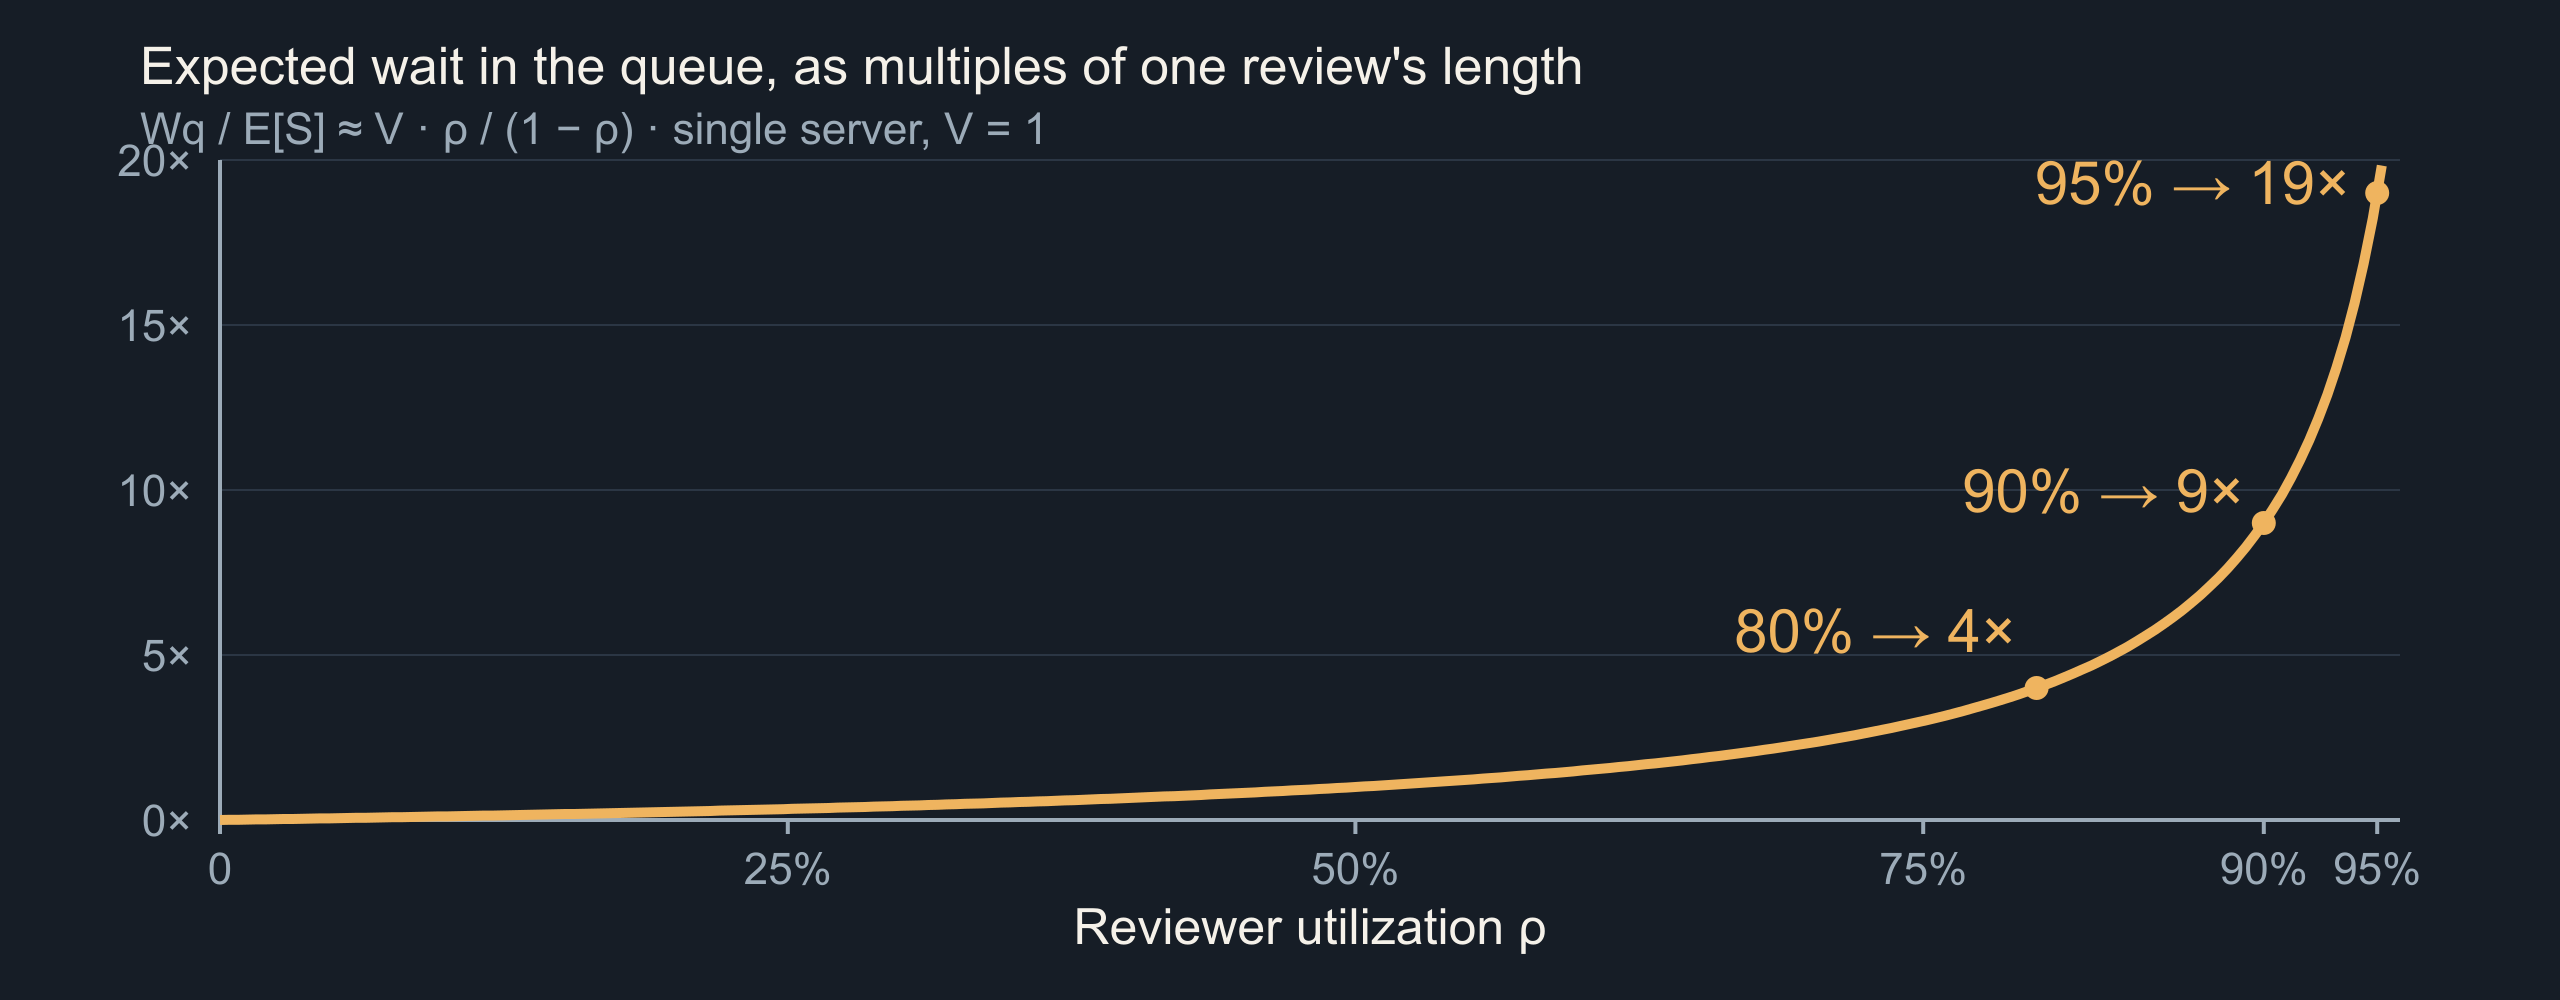 Expected wait in the queue, as multiples of one review's length
Wq / E[S] ≈ V · ρ / (1 − ρ) · single server, V = 1
20×
95% → 19×
15×
10×
90% → 9×
80% → 4×
5×
0×
0 25% 50% 75% 90% 95%
Reviewer utilization ρ